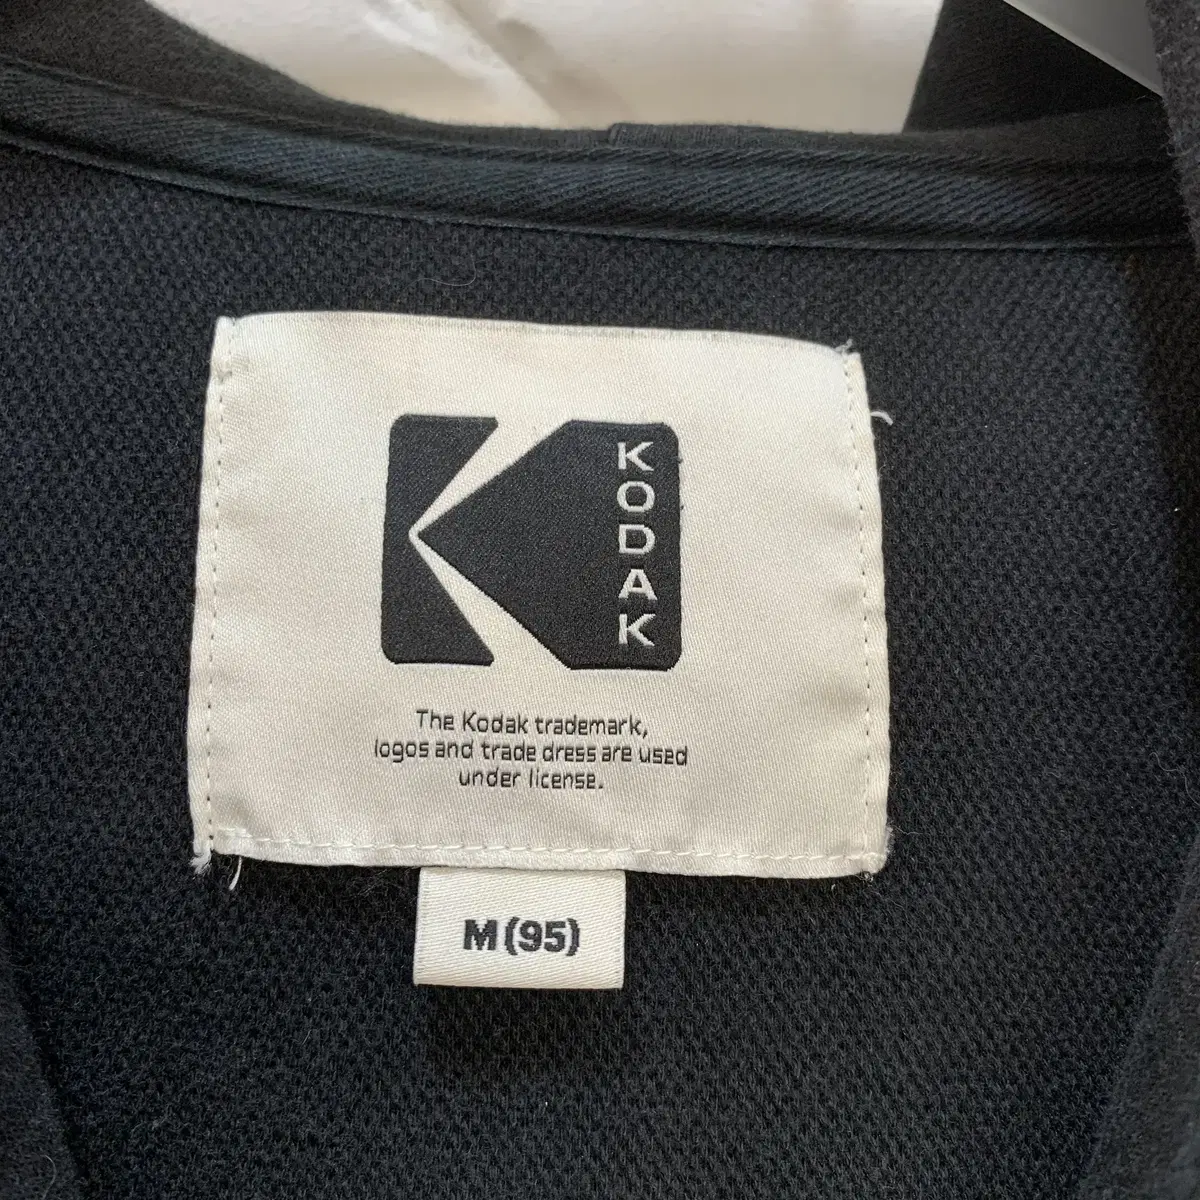 KODAK
The Kodak trademark,
logos and trade dress are used
under license.
M (95)